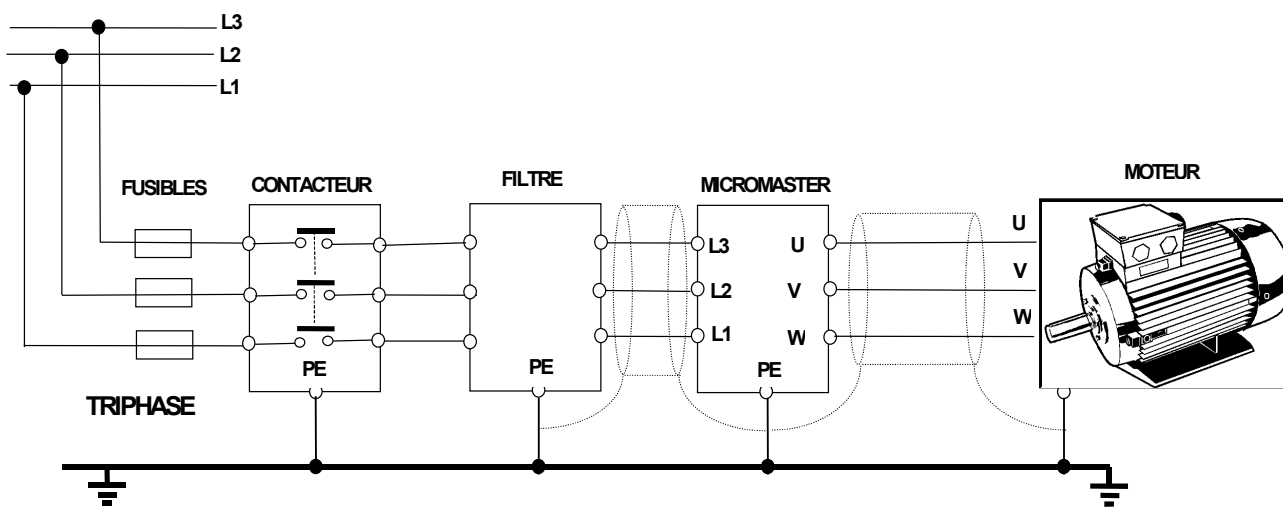 L3
L2
L1
FUSIBLES
CONTACTEUR
FILTRE
MICROMASTER
MOTEUR
L3
U
U
L2
V
V
L1
W
W
PE
PE
PE
TRIPHASE